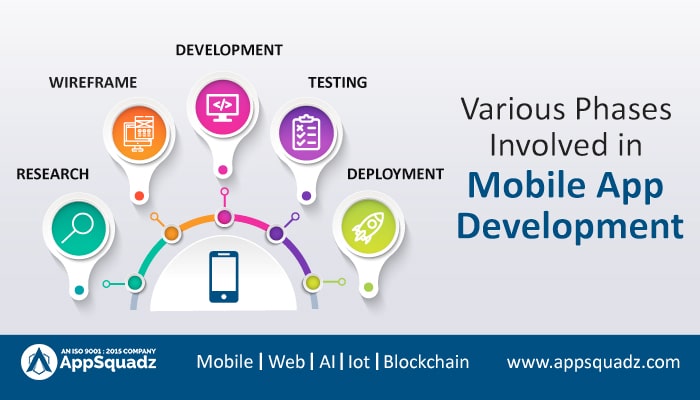 DEVELOPMENT
WIREFRAME
TESTING
RESEARCH
DEPLOYMENT
Various Phases
Involved in
Mobile App
Development
AN ISO 9001 : 2015 COMPANY
AppSquadz
Mobile | Web | AI | Iot | Blockchain
www.appsquadz.com